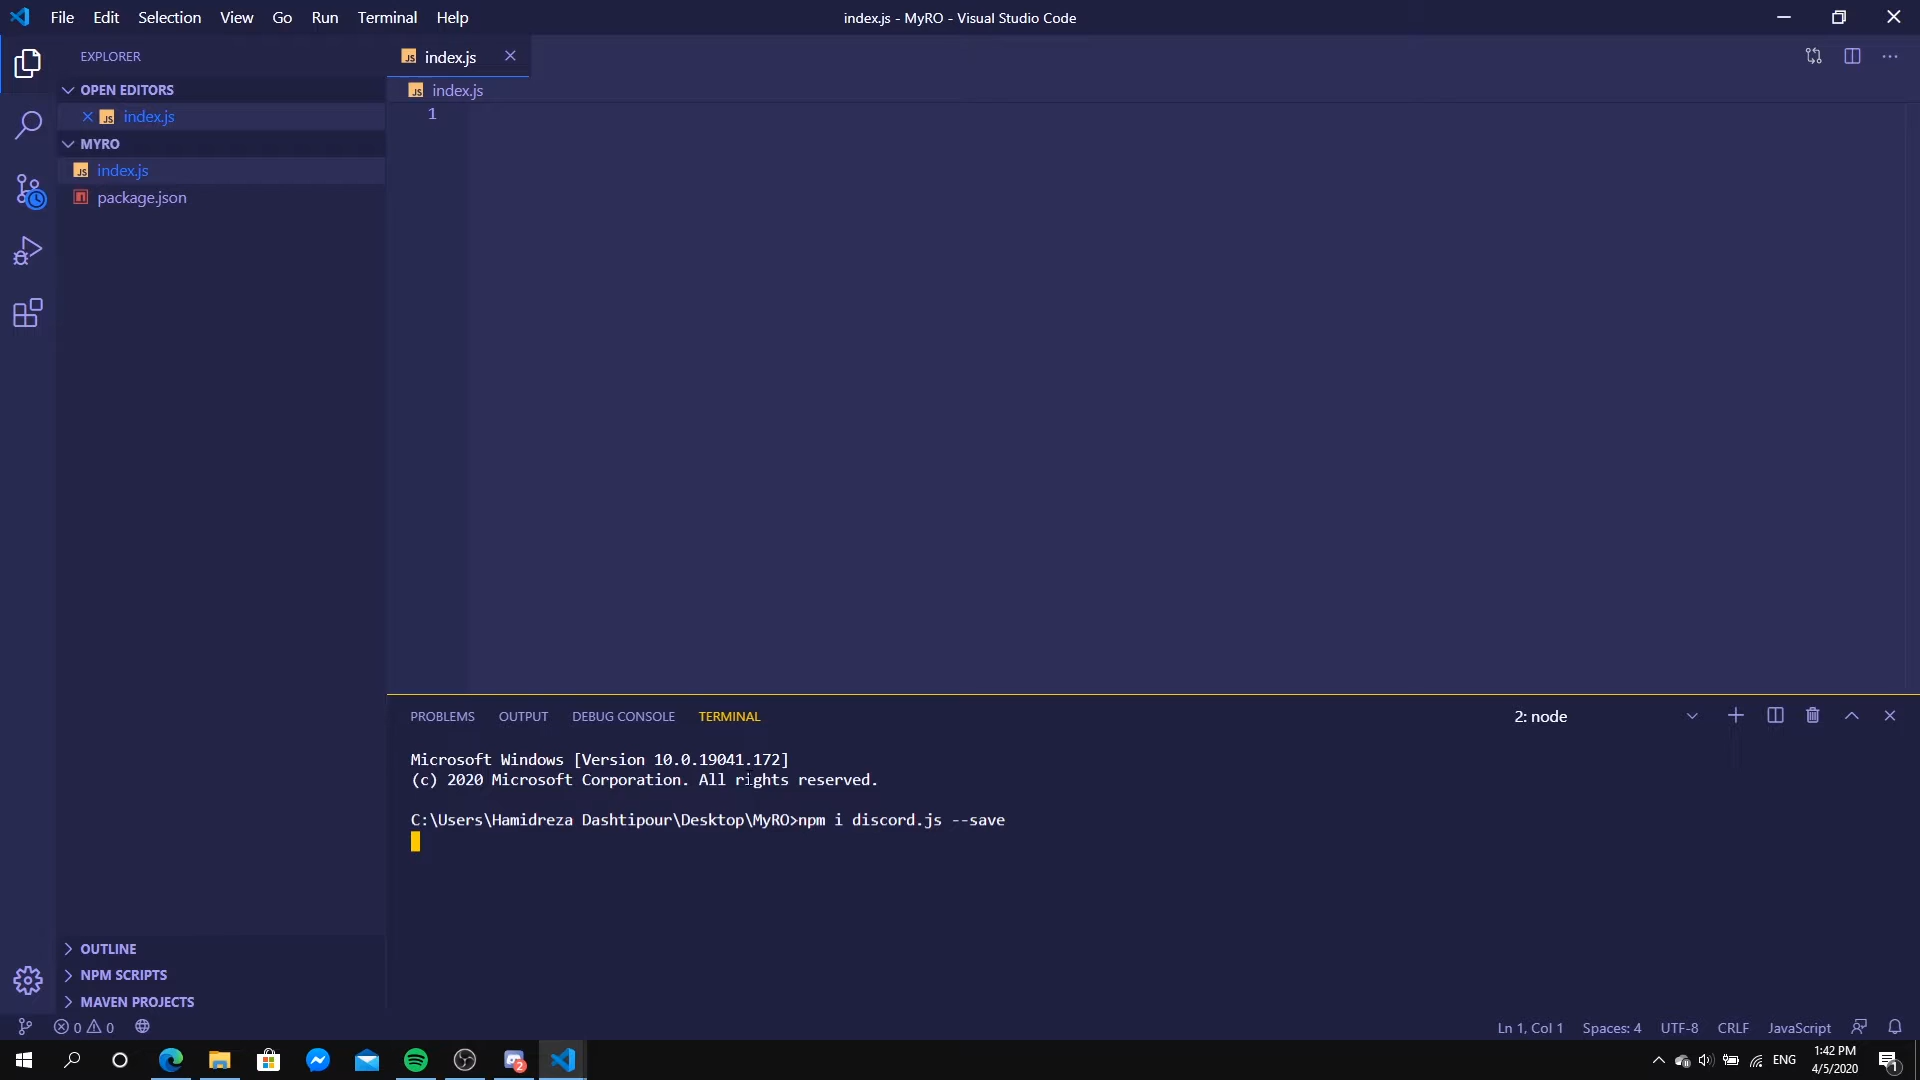 File Edit Selection View Go Run Terminal Help
index.js - MyRO - Visual Studio Code
EXPLORER
index.js
OPEN EDITORS
index.js
index.js
1
MYRO
index.js
package.json
PROBLEMS OUTPUT DEBUG CONSOLE TERMINAL
2: node
Microsoft Windows [Version 10.0.19041.172]
(c) 2020 Microsoft Corporation. All rights reserved.
C:\Users\Hamidreza Dashtipour\Desktop\MyRO>npm i discord.js --save
OUTLINE
NPM SCRIPTS
MAVEN PROJECTS
0 0
Ln 1, Col 1 Spaces: 4 UTF-8 CRLF JavaScript
2
ENG
1:42 PM
4/5/2020
1